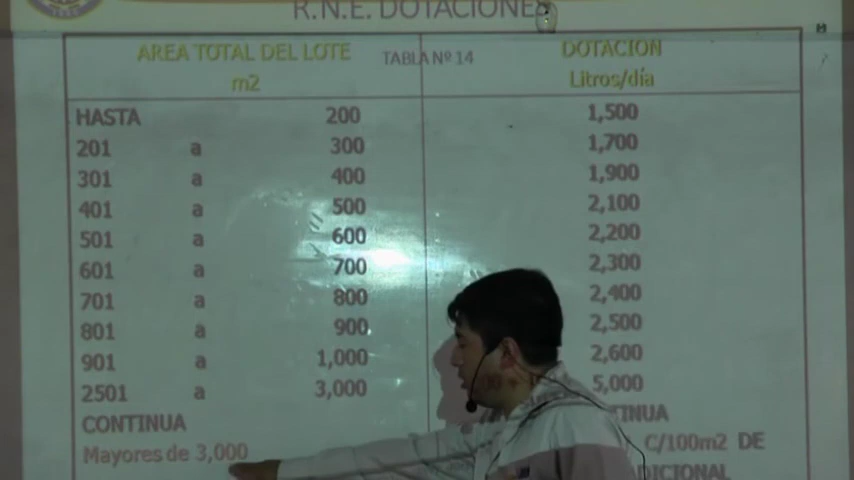 R.N.E. DOTACIONES
AREA TOTAL DEL LOTE TABLA Nº 14 DOTACION
m2 Litros/día
HASTA 200 1,500
201 a 300 1,700
301 a 400 1,900
401 a 500 2,100
501 a 600 2,200
601 a 700 2,300
701 a 800 2,400
801 a 900 2,500
901 a 1,000 2,600
2501 a 3,000 5,000
CONTINUA TINUA
Mayores de 3,000 C/100m2 DE
DICIONAL